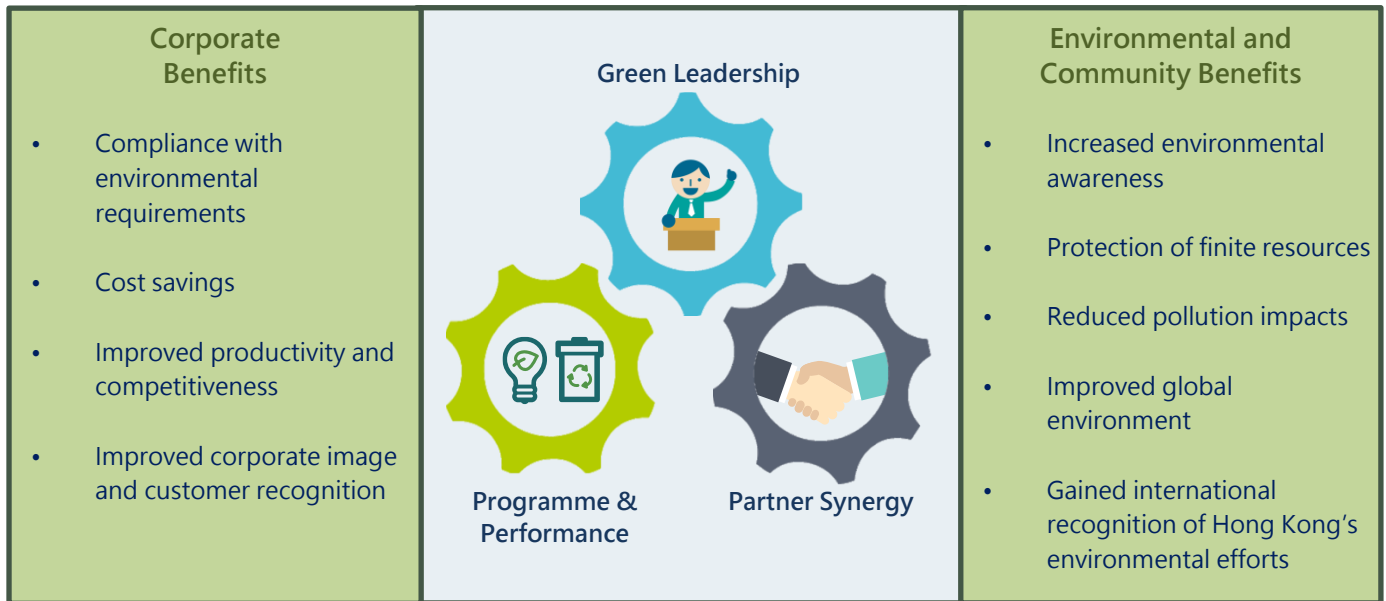 Corporate
Benefits
• Compliance with
environmental
requirements
• Cost savings
• Improved productivity and
competitiveness
• Improved corporate image
and customer recognition
Green Leadership
Programme &
Performance
Partner Synergy
Environmental and
Community Benefits
• Increased environmental
awareness
• Protection of finite resources
• Reduced pollution impacts
• Improved global
environment
• Gained international
recognition of Hong Kong’s
environmental efforts